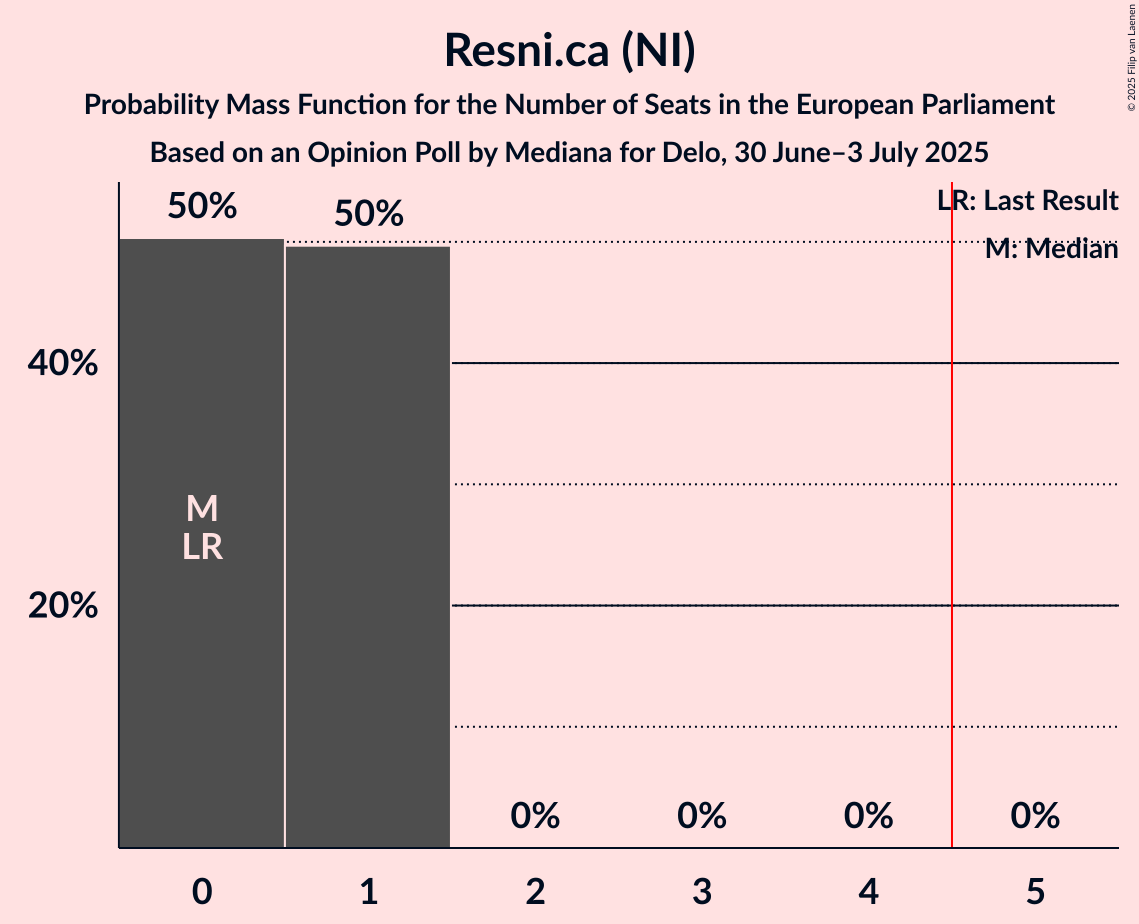 Resni.ca (NI)
Probability Mass Function for the Number of Seats in the European Parliament
Based on an Opinion Poll by Mediana for Delo, 30 June–3 July 2025
© 2025 Filip van Laenen
LR: Last Result
M: Median
50%
50%
40%
20%
M
LR
0%
0%
0%
0%
0
1
2
3
4
5